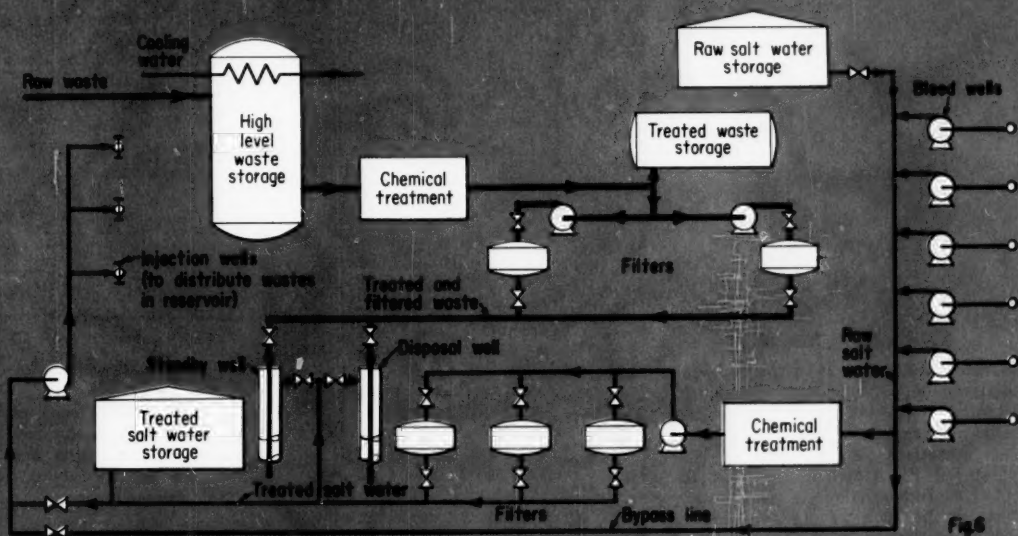 Cooling
water
Raw waste
High
level
waste
storage
Chemical
treatment
Raw salt water
storage
Treated waste
storage
Bleed wells
Injection wells
(to distribute wastes
in reservoir)
Filters
Treated and
filtered waste
Standby well
Disposal well
Raw
salt
water
Treated
salt water
storage
Chemical
treatment
Treated salt water
Filters
Bypass line
Fig.6